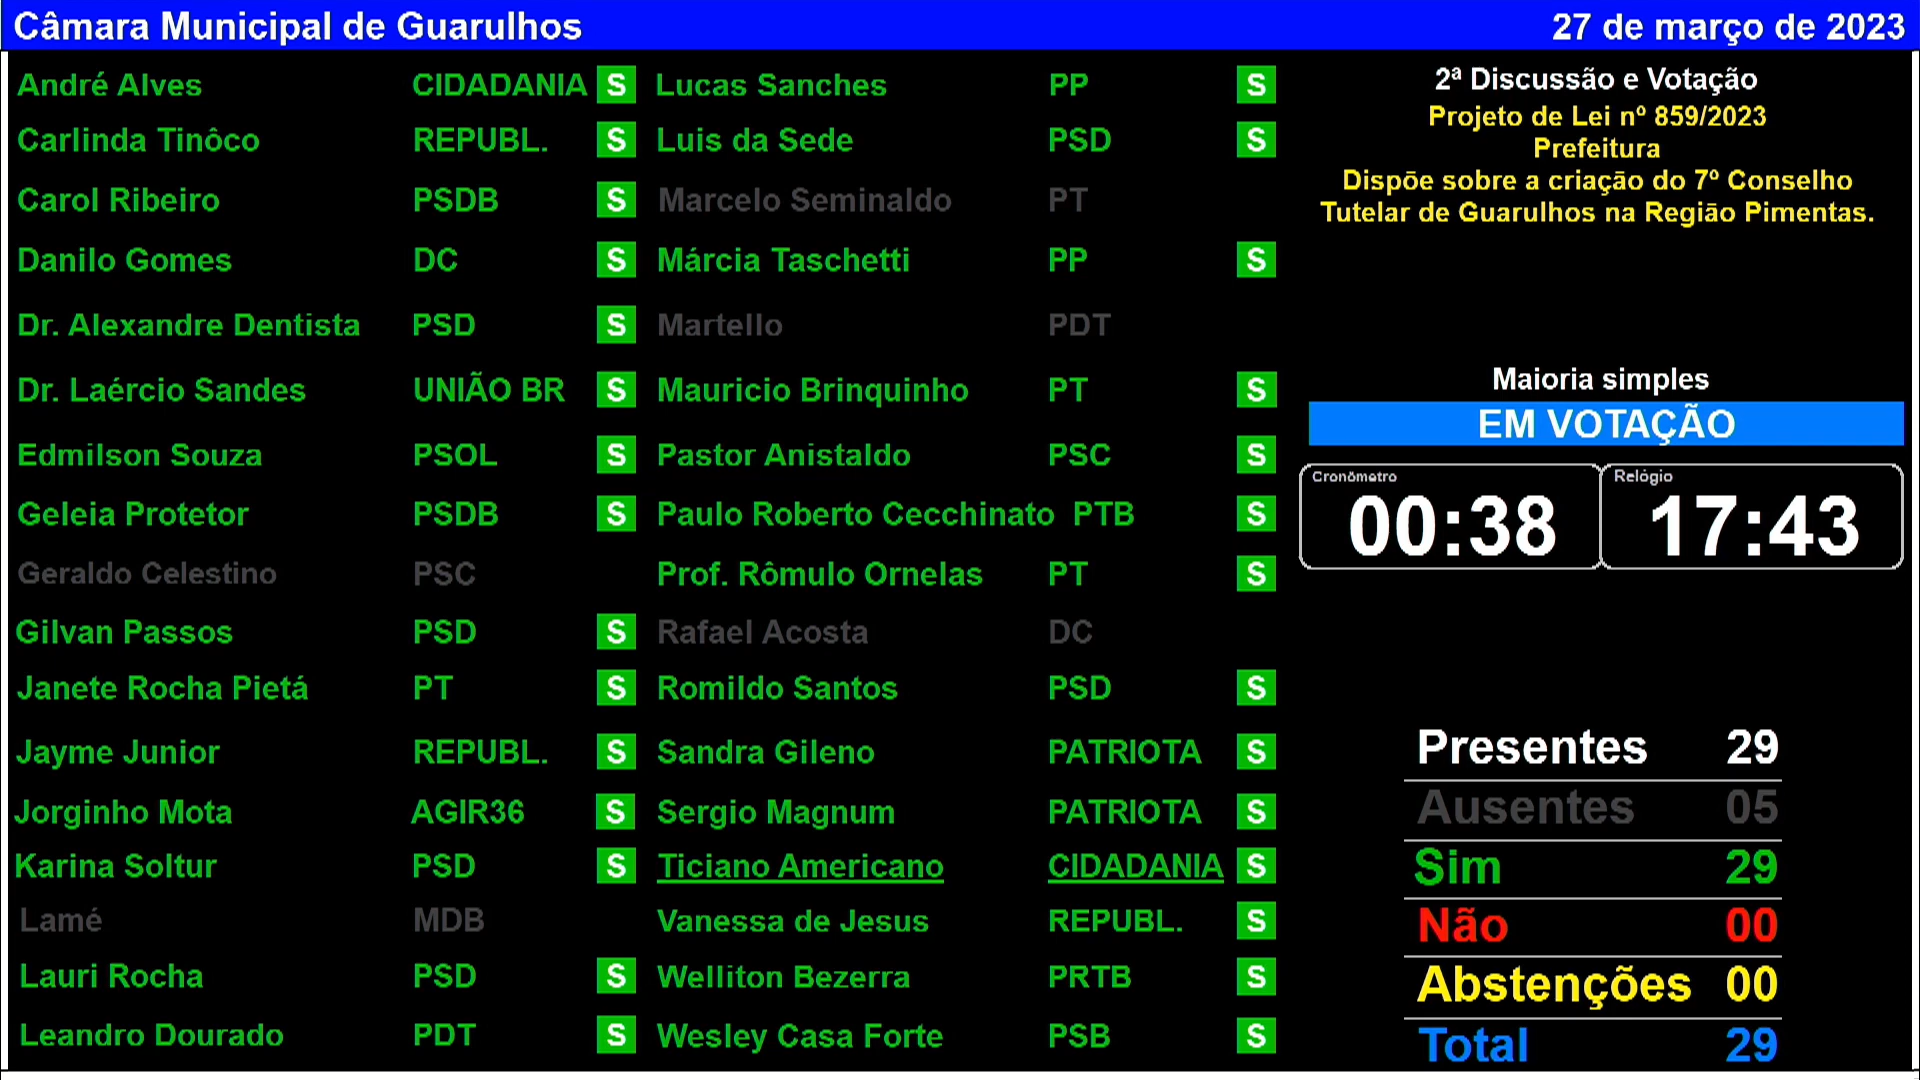 Câmara Municipal de Guarulhos 27 de março de 2023
André Alves CIDADANIA S
Carlinda Tinôco REPUBL. S
Carol Ribeiro PSDB S
Danilo Gomes DC S
Dr. Alexandre Dentista PSD S
Dr. Laércio Sandes UNIÃO BR S
Edmilson Souza PSOL S
Geleia Protetor PSDB S
Geraldo Celestino PSC
Gilvan Passos PSD S
Janete Rocha Pietá PT S
Jayme Junior REPUBL. S
Jorginho Mota AGIR36 S
Karina Soltur PSD S
Lamé MDB
Lauri Rocha PSD S
Leandro Dourado PDT S
Lucas Sanches PP S
Luis da Sede PSD S
Marcelo Seminaldo PT
Márcia Taschetti PP S
Martello PDT
Mauricio Brinquinho PT S
Pastor Anistaldo PSC S
Paulo Roberto Cecchinato PTB S
Prof. Rômulo Ornelas PT S
Rafael Acosta DC
Romildo Santos PSD S
Sandra Gileno PATRIOTA S
Sergio Magnum PATRIOTA S
Ticiano Americano CIDADANIA S
Vanessa de Jesus REPUBL. S
Welliton Bezerra PRTB S
Wesley Casa Forte PSB S
2ª Discussão e Votação
Projeto de Lei nº 859/2023
Prefeitura
Dispõe sobre a criação do 7º Conselho
Tutelar de Guarulhos na Região Pimentas.
Maioria simples
EM VOTAÇÃO
Cronômetro Relógio
00:38 17:43
Presentes 29
Ausentes 05
Sim 29
Não 00
Abstenções 00
Total 29